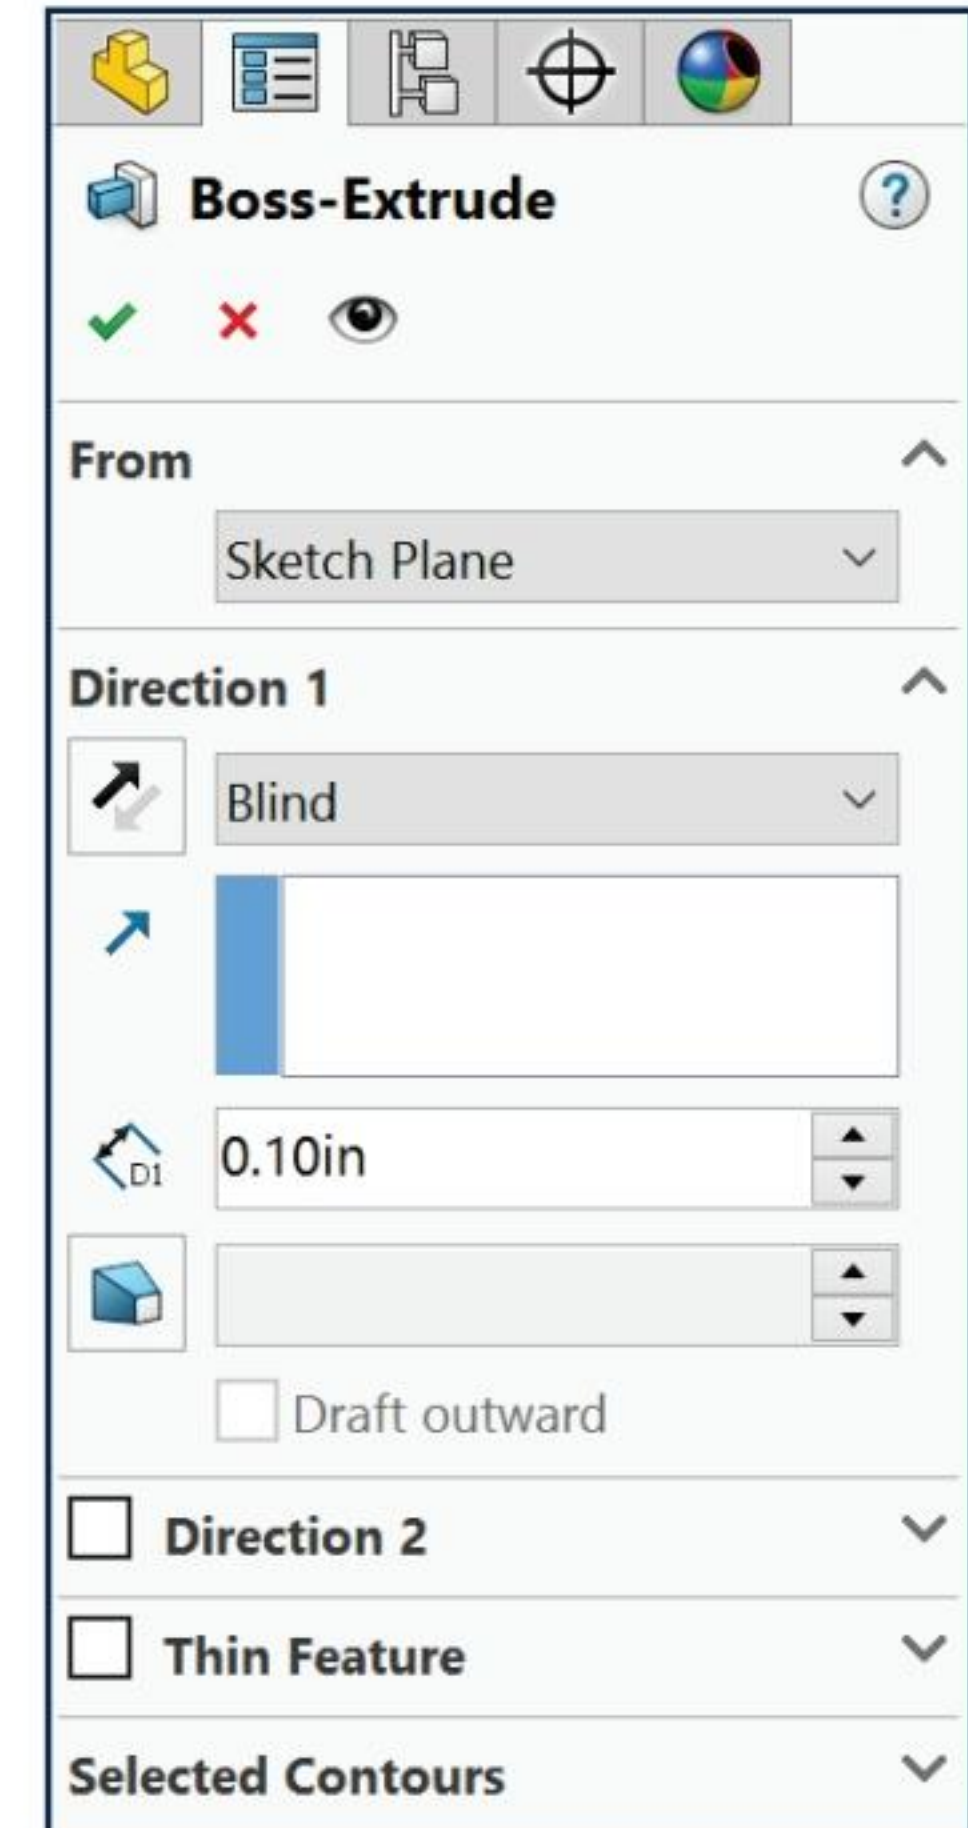 Boss-Extrude
?
From
Sketch Plane
Direction 1
Blind
D1
0.10in
Draft outward
Direction 2
Thin Feature
Selected Contours